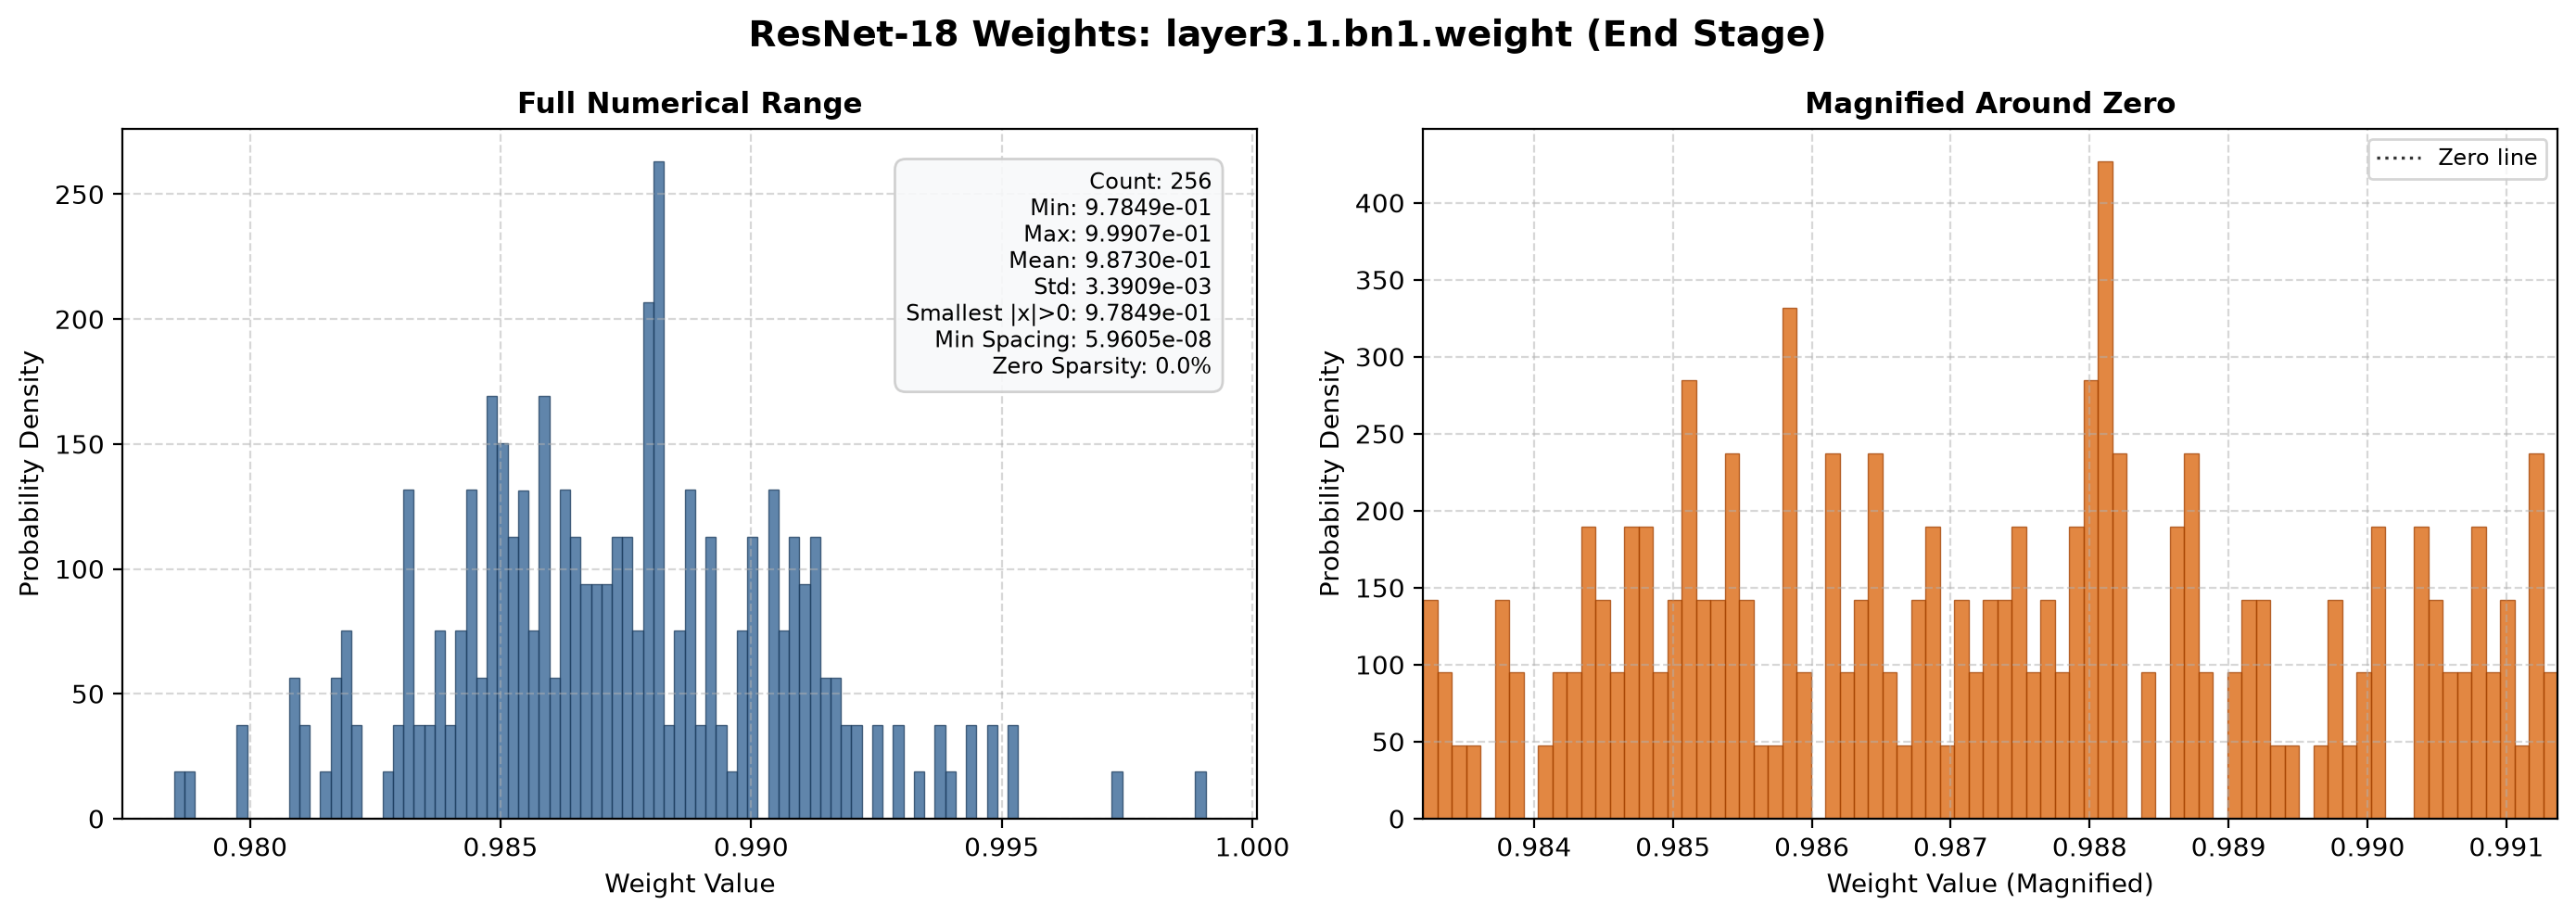 ResNet-18 Weights: layer3.1.bn1.weight (End Stage)
Full Numerical Range
Probability Density
250
200
150
100
50
0
Count: 256
Min: 9.7849e-01
Max: 9.9907e-01
Mean: 9.8730e-01
Std: 3.3909e-03
Smallest |x|>0: 9.7849e-01
Min Spacing: 5.9605e-08
Zero Sparsity: 0.0%
0.980 0.985 0.990 0.995 1.000
Weight Value
Magnified Around Zero
Zero line
Probability Density
400
350
300
250
200
150
100
50
0
0.984 0.985 0.986 0.987 0.988 0.989 0.990 0.991
Weight Value (Magnified)